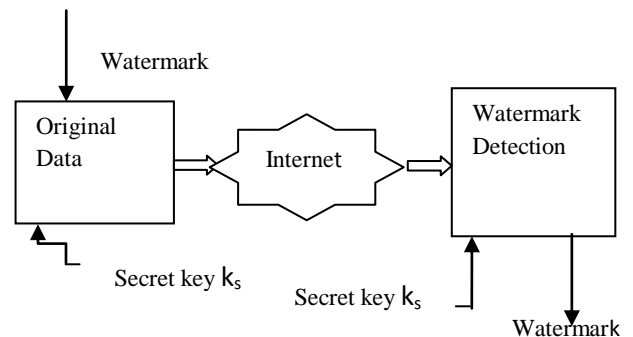 Watermark
Original
Data
Internet
Watermark
Detection
Secret key kₛ
Secret key kₛ
Watermark